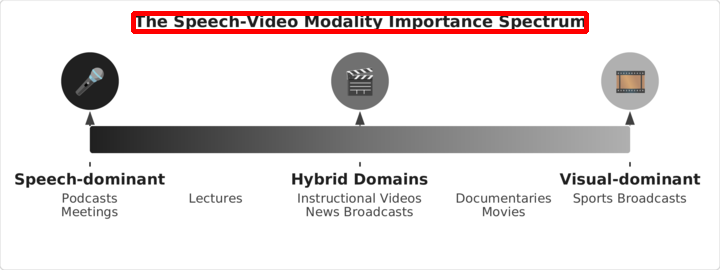 The Speech-Video Modality Importance Spectrum
Speech-dominant
Podcasts
Meetings
Lectures
Hybrid Domains
Instructional Videos
News Broadcasts
Documentaries
Movies
Visual-dominant
Sports Broadcasts